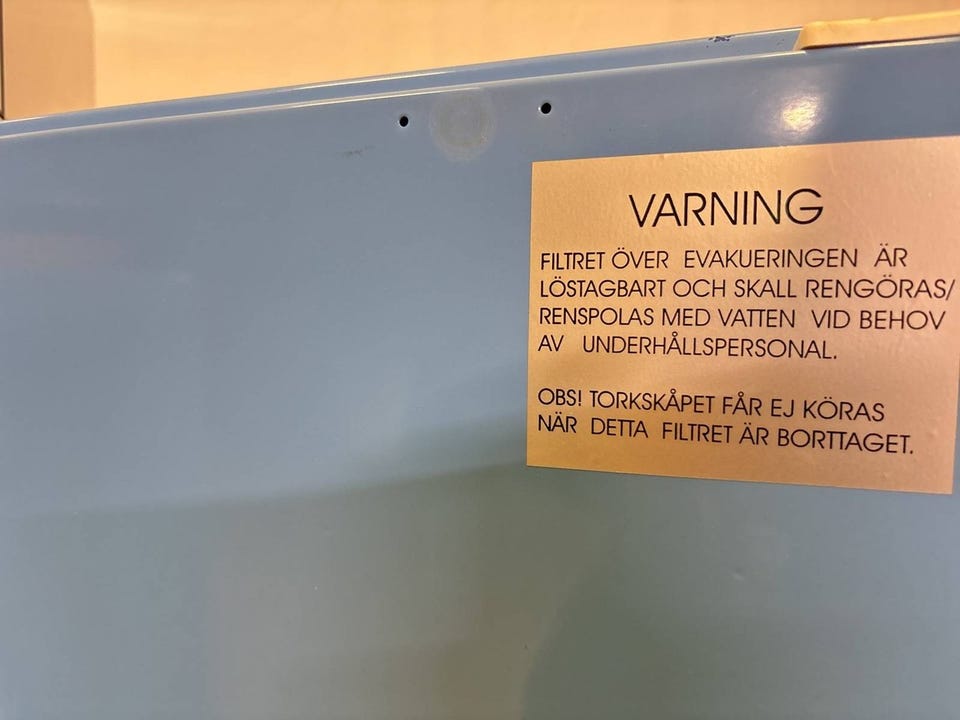 VARNING
FILTRET ÖVER EVAKUERINGEN ÄR
LÖSTAGBART OCH SKALL RENGÖRAS/
RENSPOLAS MED VATTEN VID BEHOV
AV UNDERHÅLLSPERSONAL.
OBS! TORKSKÅPET FÅR EJ KÖRAS
NÄR DETTA FILTRET ÄR BORTTAGET.